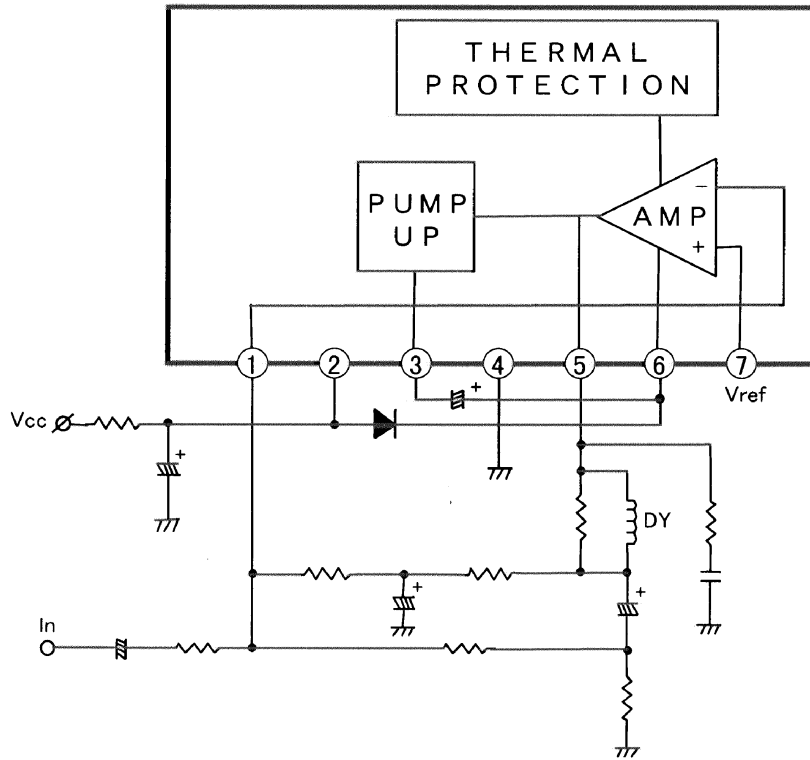 THERMAL
PROTECTION
PUMP
UP
AMP
−
+
1
2
3
4
5
6
7
Vref
+
Vcc
+
DY
+
+
In